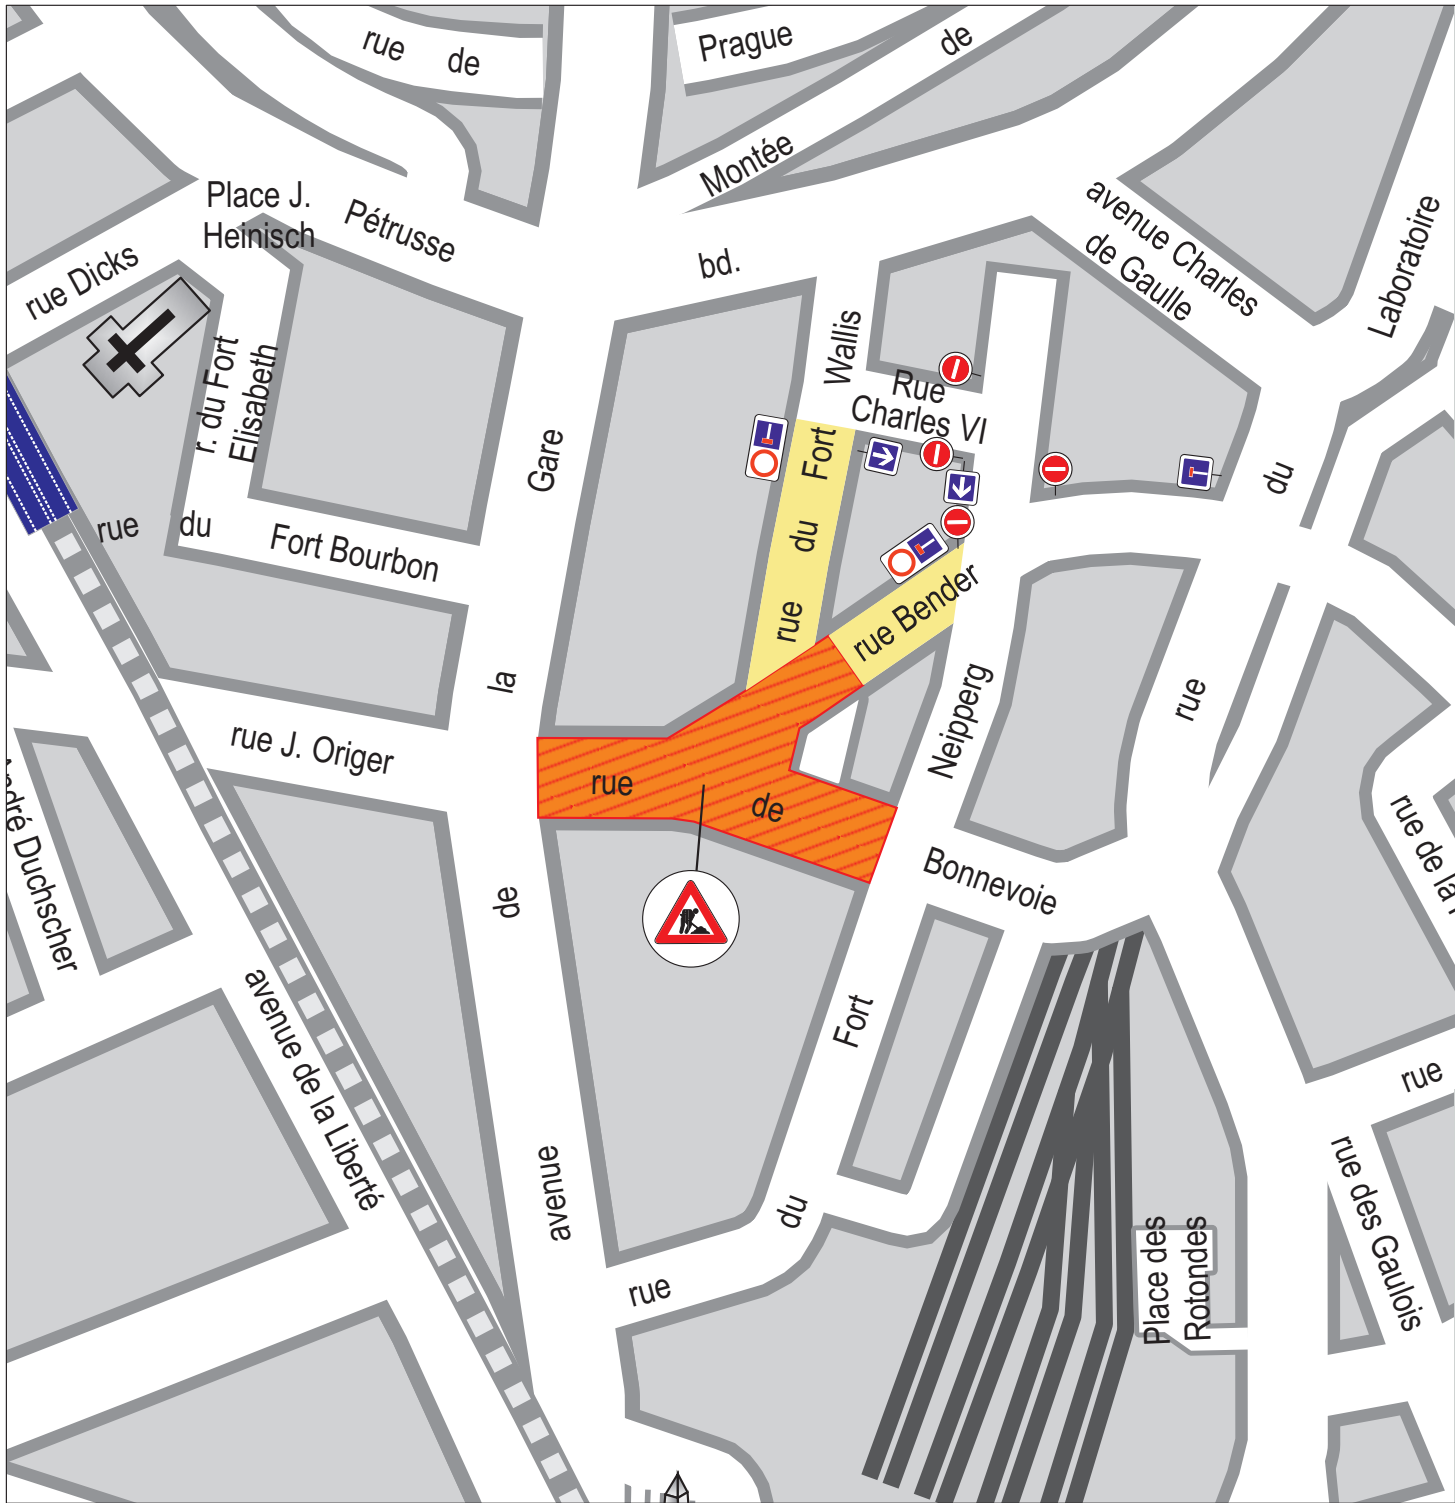 rue de
Prague
Montée
de
Place J.
Heinisch
Pétrusse
bd.
avenue Charles
de Gaulle
Laboratoire
rue Dicks
r. du Fort
Elisabeth
Wallis
Rue
Charles VI
Gare
rue du Fort
rue du
Fort Bourbon
du
rue
rue Bender
la
rue J. Origer
Neipperg
rue de
Bonnevoie
de
André Duchscher
rue de la
avenue de la Liberté
Fort
rue
avenue
du
rue
rue des Gaulois
Place des
Rotondes